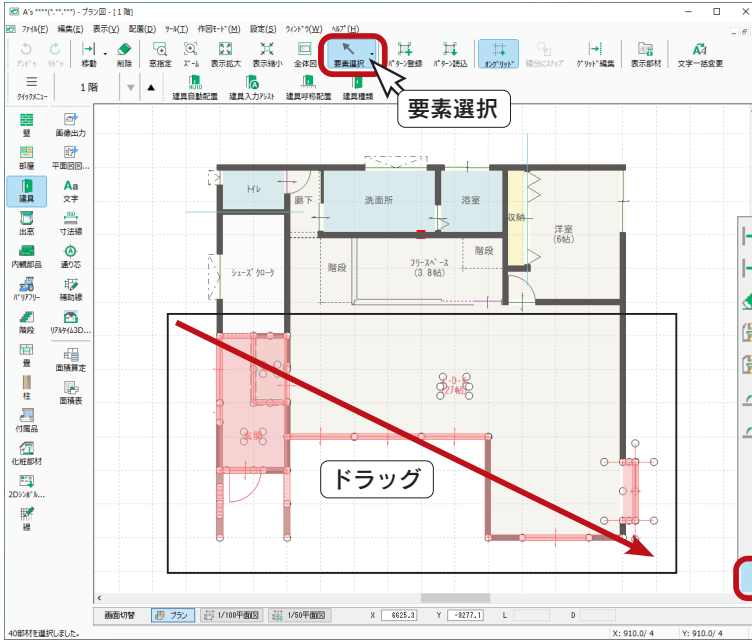 A's ****(*.**.***) - プラン図 - [1 階]
ファイル(F) 編集(E) 表示(V) 配置(D) ツール(T) 作図モード(M) 設定(S) ウィンドウ(W) ヘルプ(H)
アンドゥ リドゥ 移動 削除 窓指定 ズーム 表示拡大 表示縮小 全体図 要素選択 パターン登録 パターン読込 オングリッド 線分にスナップ グリッド編集 表示部材 文字一括変更
クイックメニュー 1 階 ▼ ▲ AUTO 建具自動配置 建具入力アシスト 建具呼称配置 建具種類
要素選択
壁 画像出力
部屋 平面図図...
建具 Aa 文字
出窓 寸法線
内観部品 通り芯
バリアフリー 補助線
階段 リアルタイム3D...
畳 面積算定
柱 面積表
付属品
化粧部材
2Dシンボル...
線
トイレ
廊下
洗面所
浴室
収納
洋室
(6帖)
階段
フリースペース
(3.8帖)
階段
シューズクローク
L・D・K
(27帖)
玄関
ドラッグ
画面切替 プラン 1/100平面図 1/50平面図 X 6625.3 Y -9277.1 L D
40部材を選択しました。 X: 910.0/ 4 Y: 910.0/ 4